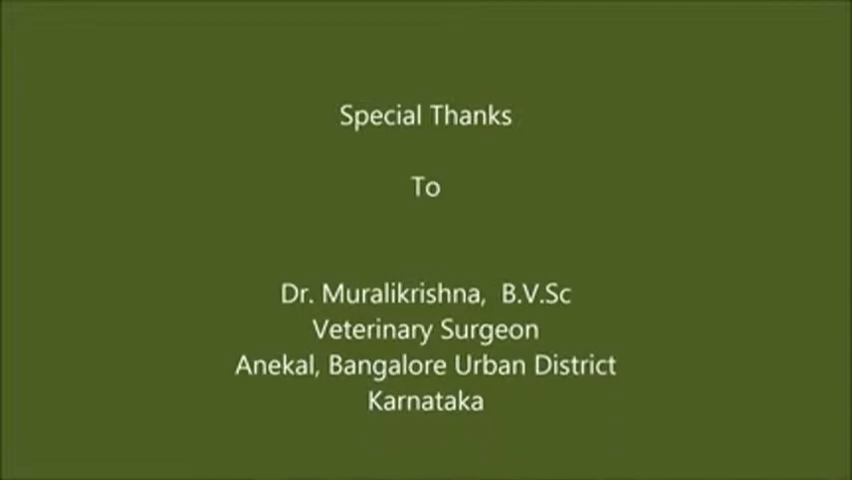 Special Thanks
To
Dr. Muralikrishna, B.V.Sc
Veterinary Surgeon
Anekal, Bangalore Urban District
Karnataka